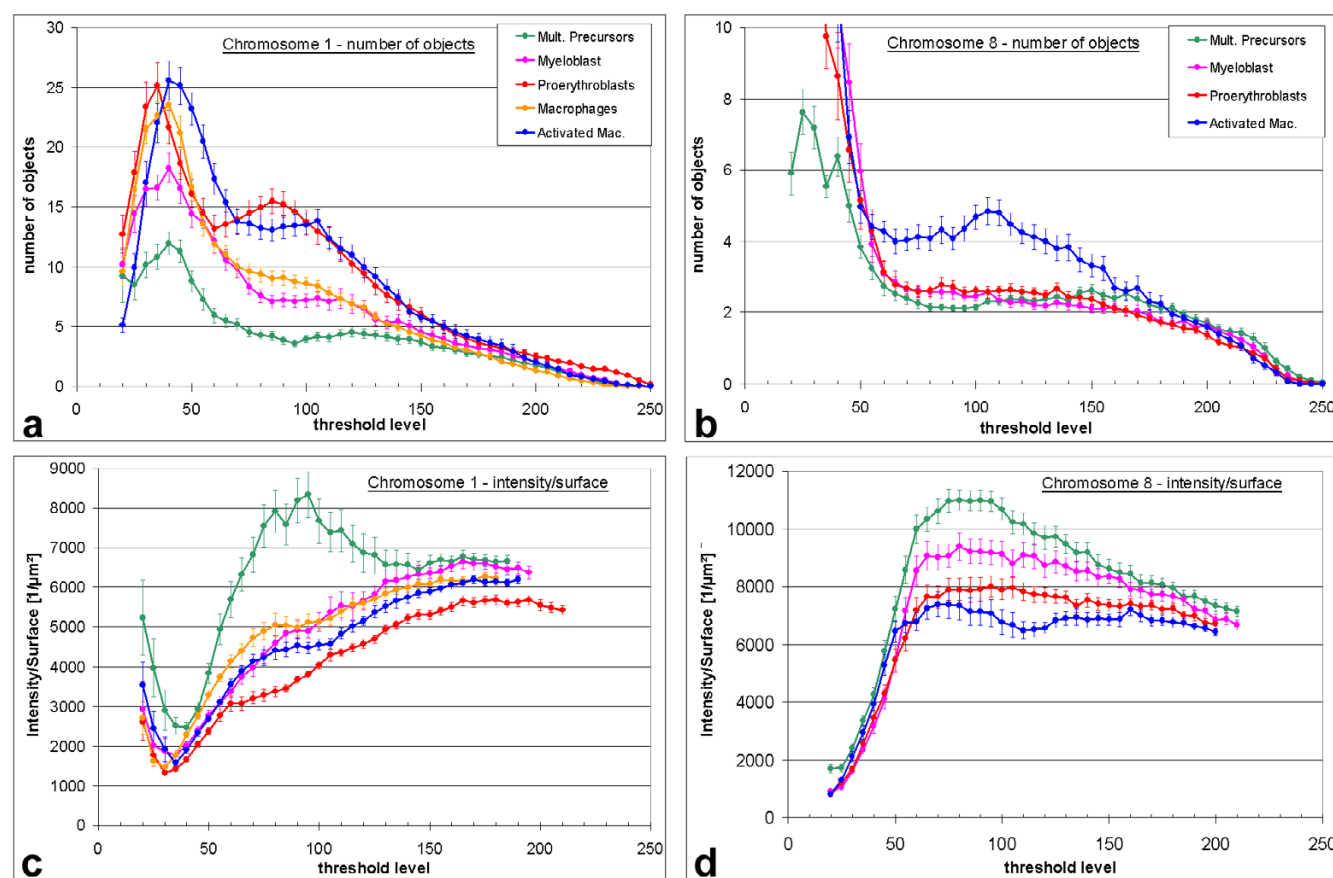 Chromosome 1 - number of objects
Mult. Precursors
Myeloblast
Proerythroblasts
Macrophages
Activated Mac.
number of objects
30
25
20
15
10
5
0
0 50 100 150 200 250
threshold level
a
Chromosome 8 - number of objects
Mult. Precursors
Myeloblast
Proerythroblasts
Activated Mac.
number of objects
10
8
6
4
2
0
0 50 100 150 200 250
threshold level
b
Chromosome 1 - intensity/surface
Intensity/Surface [1/µm²]
9000
8000
7000
6000
5000
4000
3000
2000
1000
0
0 50 100 150 200 250
threshold level
c
Chromosome 8 - intensity/surface
Intensity/Surface [1/µm²]
12000
10000
8000
6000
4000
2000
0
0 50 100 150 200 250
threshold level
d